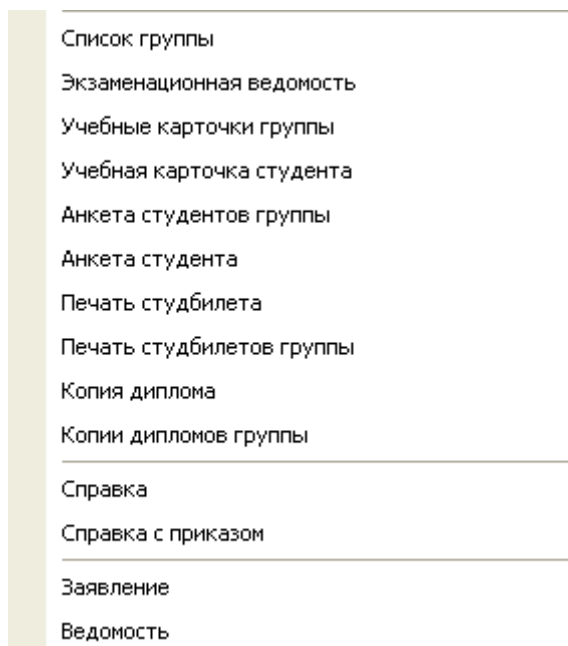 Список группы
Экзаменационная ведомость
Учебные карточки группы
Учебная карточка студента
Анкета студентов группы
Анкета студента
Печать студбилета
Печать студбилетов группы
Копия диплома
Копии дипломов группы
Справка
Справка с приказом
Заявление
Ведомость